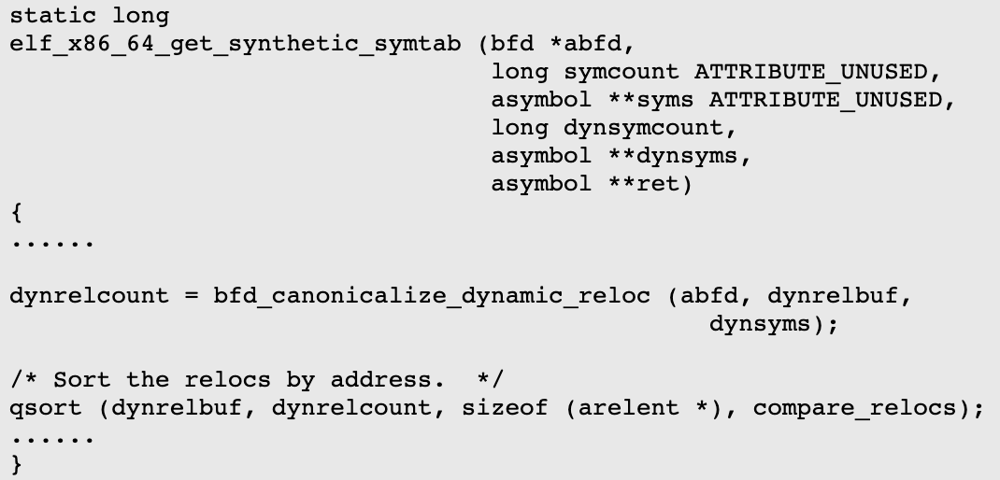 static long
elf_x86_64_get_synthetic_symtab (bfd *abfd,
                                 long symcount ATTRIBUTE_UNUSED,
                                 asymbol **syms ATTRIBUTE_UNUSED,
                                 long dynsymcount,
                                 asymbol **dynsyms,
                                 asymbol **ret)
{
......
dynrelcount = bfd_canonicalize_dynamic_reloc (abfd, dynrelbuf,
                                                dynsyms);
/* Sort the relocs by address.  */
qsort (dynrelbuf, dynrelcount, sizeof (arelent *), compare_relocs);
......
}